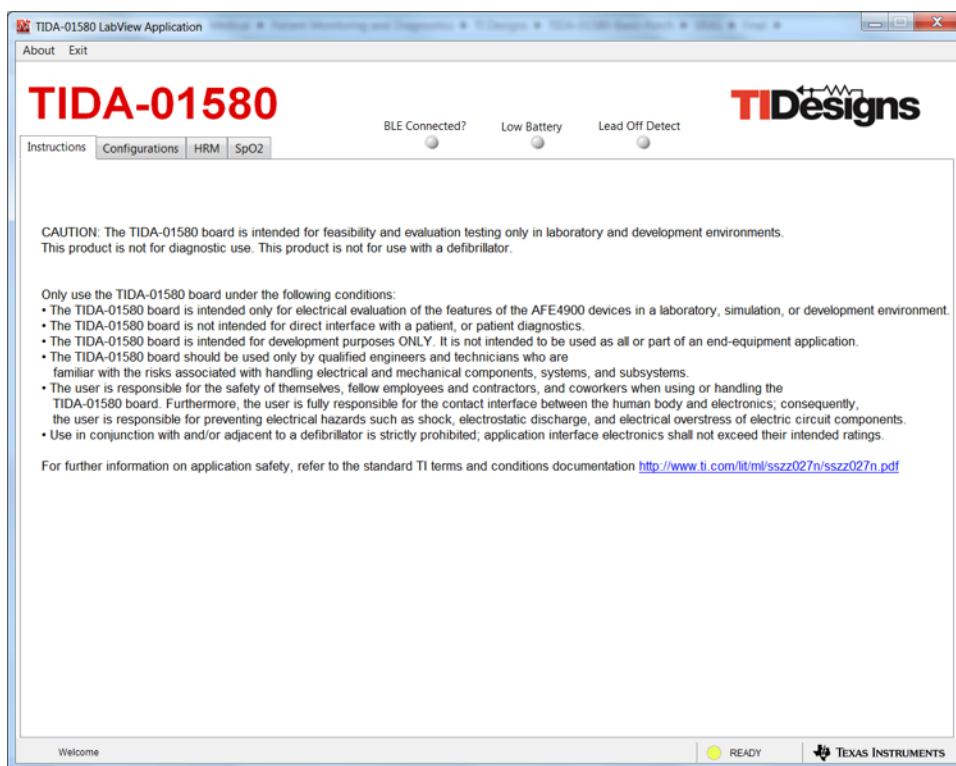 TIDA-01580 LabView Application
About Exit
TIDA-01580
TIDesigns
BLE Connected? Low Battery Lead Off Detect
Instructions Configurations HRM SpO2
CAUTION: The TIDA-01580 board is intended for feasibility and evaluation testing only in laboratory and development environments.
This product is not for diagnostic use. This product is not for use with a defibrillator.
Only use the TIDA-01580 board under the following conditions:
• The TIDA-01580 board is intended only for electrical evaluation of the features of the AFE4900 devices in a laboratory, simulation, or development environment.
• The TIDA-01580 board is not intended for direct interface with a patient, or patient diagnostics.
• The TIDA-01580 board is intended for development purposes ONLY. It is not intended to be used as all or part of an end-equipment application.
• The TIDA-01580 board should be used only by qualified engineers and technicians who are
familiar with the risks associated with handling electrical and mechanical components, systems, and subsystems.
• The user is responsible for the safety of themselves, fellow employees and contractors, and coworkers when using or handling the
TIDA-01580 board. Furthermore, the user is fully responsible for the contact interface between the human body and electronics; consequently,
the user is responsible for preventing electrical hazards such as shock, electrostatic discharge, and electrical overstress of electric circuit components.
• Use in conjunction with and/or adjacent to a defibrillator is strictly prohibited; application interface electronics shall not exceed their intended ratings.
For further information on application safety, refer to the standard TI terms and conditions documentation http://www.ti.com/lit/ml/sszz027n/sszz027n.pdf
Welcome READY TEXAS INSTRUMENTS